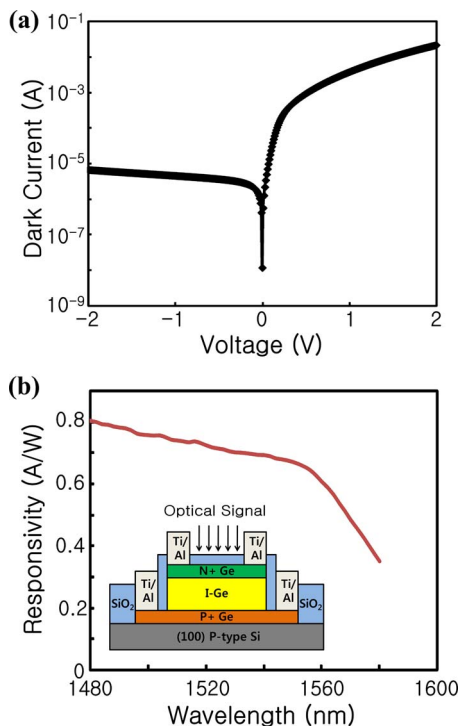 (a)
10⁻¹
10⁻³
10⁻⁵
10⁻⁷
10⁻⁹
Dark Current (A)
-2 -1 0 1 2
Voltage (V)
(b)
0.8
0.6
0.4
0.2
0
Responsivity (A/W)
Optical Signal
Ti/ Al
Ti/ Al
N+ Ge
Ti/ Al
I-Ge
Ti/ Al
SiO₂
P+ Ge
SiO₂
(100) P-type Si
1480 1520 1560 1600
Wavelength (nm)